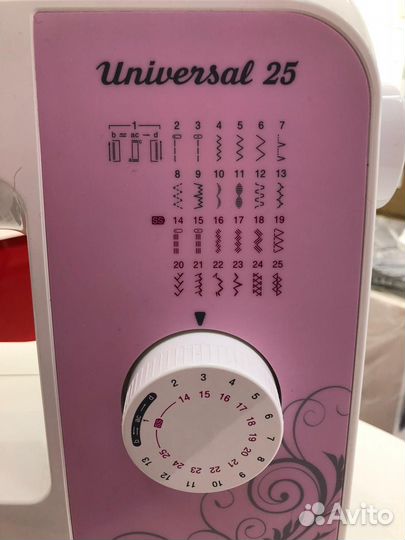 Universal 25
1 2 3 4 5 6 7
b ac d
8 9 10 11 12 13
SS 14 15 16 17 18 19
20 21 22 23 24 25
b ac d 1 2 3 4 5 6 7 8 9 10 11 12 13
SS 14 15 16 17 18 19 20 21 22 23 24 25
Avito